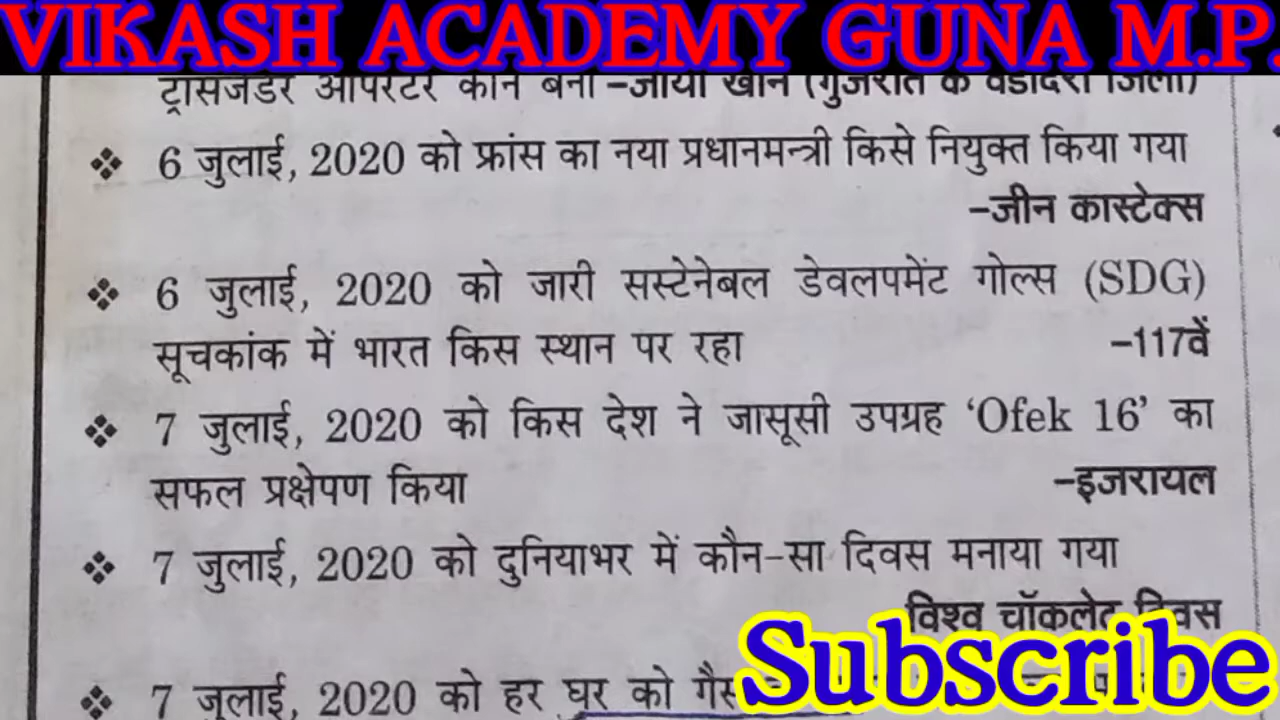 VIKASH ACADEMY GUNA M.P.
ट्रांसजेंडर ऑपरेटर कौन बना -जोया खान (गुजरात के वडोदरा जिला)
❖ 6 जुलाई, 2020 को फ्रांस का नया प्रधानमन्त्री किसे नियुक्त किया गया
-जीन कास्टेक्स
❖ 6 जुलाई, 2020 को जारी सस्टेनेबल डेवलपमेंट गोल्स (SDG)
सूचकांक में भारत किस स्थान पर रहा -117वें
❖ 7 जुलाई, 2020 को किस देश ने जासूसी उपग्रह ‘Ofek 16’ का
सफल प्रक्षेपण किया -इजरायल
❖ 7 जुलाई, 2020 को दुनियाभर में कौन-सा दिवस मनाया गया
विश्व चॉकलेट दिवस
❖ 7 जुलाई, 2020 को हर घर को गैस
Subscribe